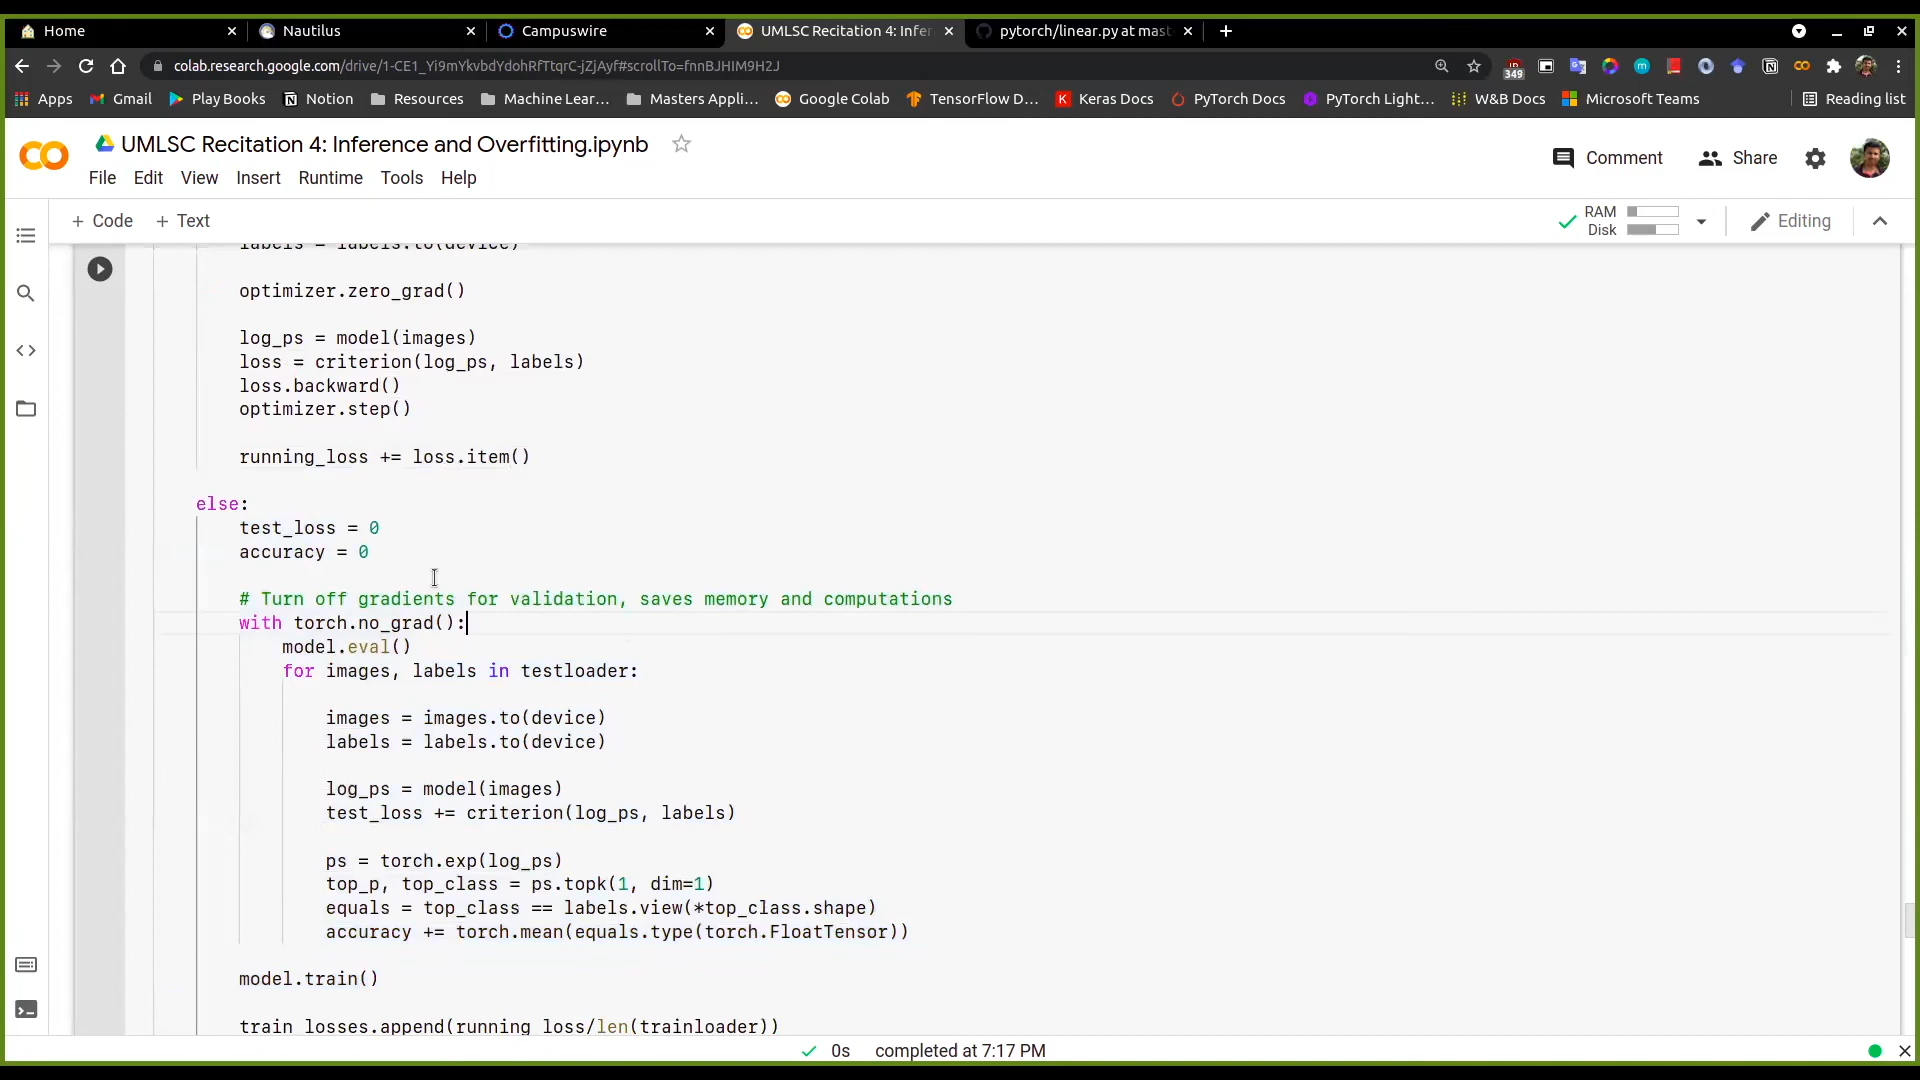 Home
Nautilus
Campuswire
UMLSC Recitation 4: Infer
pytorch/linear.py at mast
colab.research.google.com/drive/1-CE1_Yi9mYkvbdYdohRfTtqrC-jZjAyf#scrollTo=fnnBJHIM9H2J
349
Apps
Gmail
Play Books
Notion
Resources
Machine Lear...
Masters Appli...
Google Colab
TensorFlow D...
Keras Docs
PyTorch Docs
PyTorch Light...
W&B Docs
Microsoft Teams
Reading list
UMLSC Recitation 4: Inference and Overfitting.ipynb
Comment
Share
File Edit View Insert Runtime Tools Help
+ Code + Text
RAM
Disk
Editing
labels = labels.to(device)
optimizer.zero_grad()
log_ps = model(images)
loss = criterion(log_ps, labels)
loss.backward()
optimizer.step()
running_loss += loss.item()
else:
test_loss = 0
accuracy = 0
# Turn off gradients for validation, saves memory and computations
with torch.no_grad():
model.eval()
for images, labels in testloader:
images = images.to(device)
labels = labels.to(device)
log_ps = model(images)
test_loss += criterion(log_ps, labels)
ps = torch.exp(log_ps)
top_p, top_class = ps.topk(1, dim=1)
equals = top_class == labels.view(*top_class.shape)
accuracy += torch.mean(equals.type(torch.FloatTensor))
model.train()
train_losses.append(running_loss/len(trainloader))
0s completed at 7:17 PM